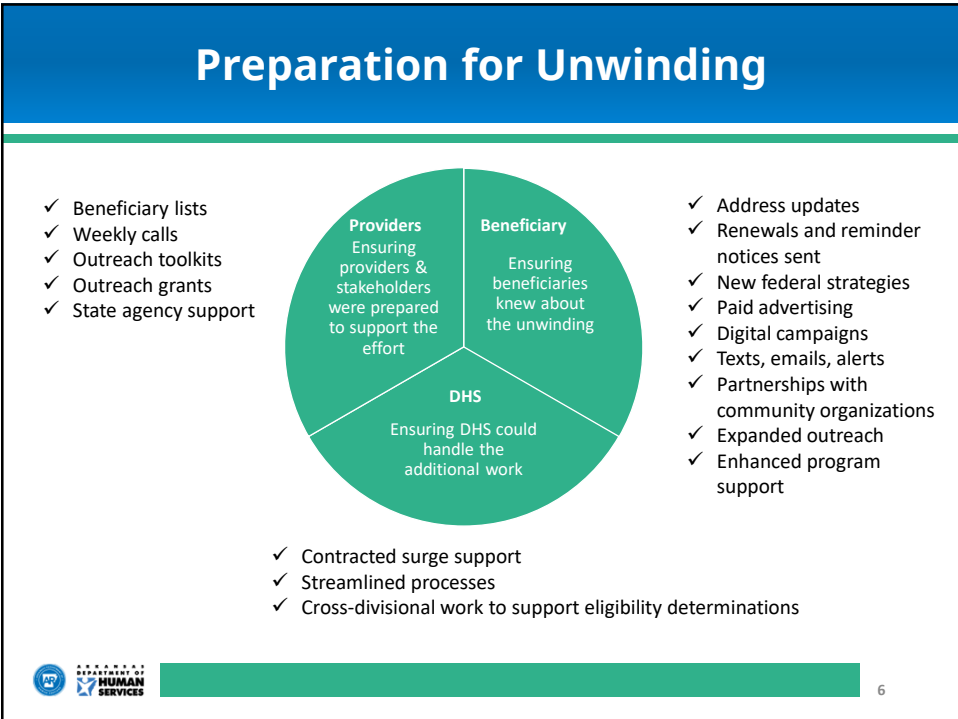 Preparation for Unwinding
✓ Beneficiary lists
✓ Weekly calls
✓ Outreach toolkits
✓ Outreach grants
✓ State agency support
Providers
Ensuring
providers &
stakeholders
were prepared
to support the
effort
Beneficiary
Ensuring
beneficiaries
knew about
the unwinding
DHS
Ensuring DHS could
handle the
additional work
✓ Address updates
✓ Renewals and reminder
notices sent
✓ New federal strategies
✓ Paid advertising
✓ Digital campaigns
✓ Texts, emails, alerts
✓ Partnerships with
community organizations
✓ Expanded outreach
✓ Enhanced program
support
✓ Contracted surge support
✓ Streamlined processes
✓ Cross-divisional work to support eligibility determinations
AR
ARKANSAS
DEPARTMENT OF
HUMAN
SERVICES
6